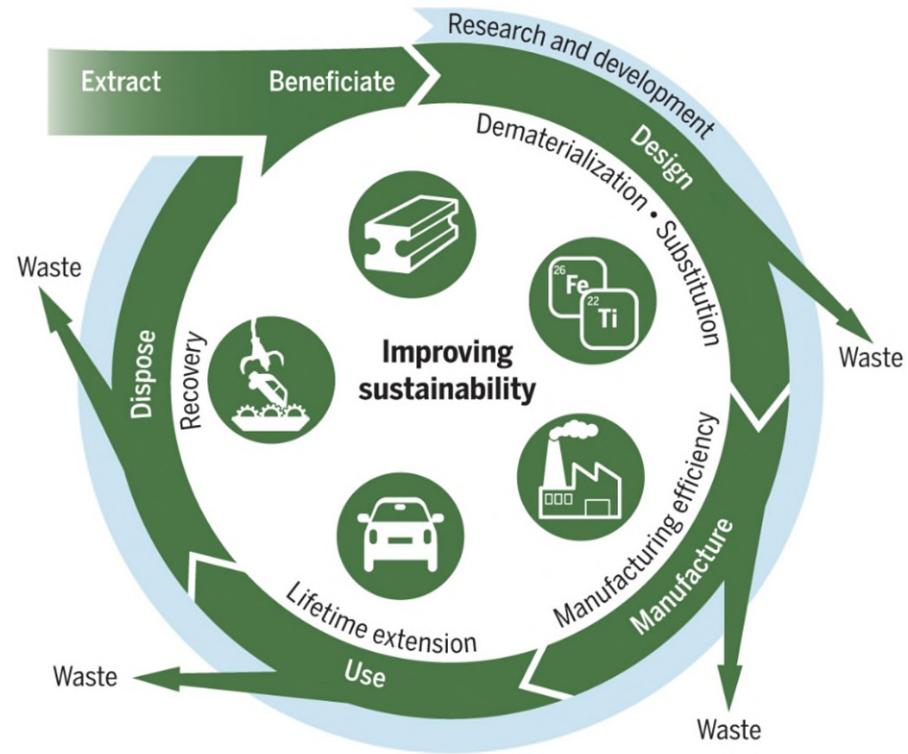 Research and development
Extract
Beneficiate
Design
Dematerialization • Substitution
Waste
26
Fe
22
Ti
Improving
sustainability
Waste
Dispose
Recovery
Manufacturing efficiency
Manufacture
Lifetime extension
Use
Waste
Waste